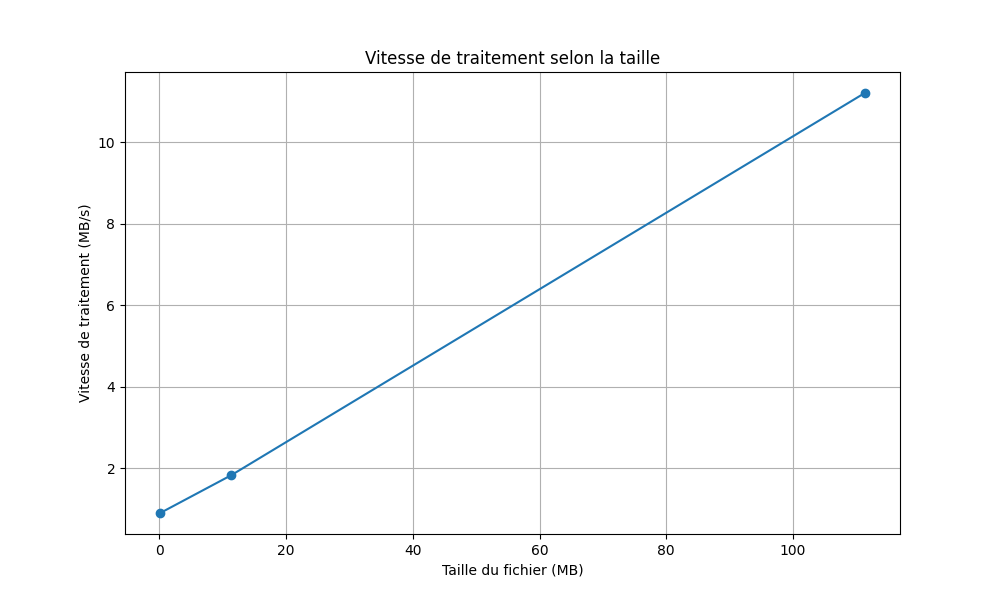 Vitesse de traitement selon la taille
Vitesse de traitement (MB/s)
10
8
6
4
2
0 20 40 60 80 100
Taille du fichier (MB)